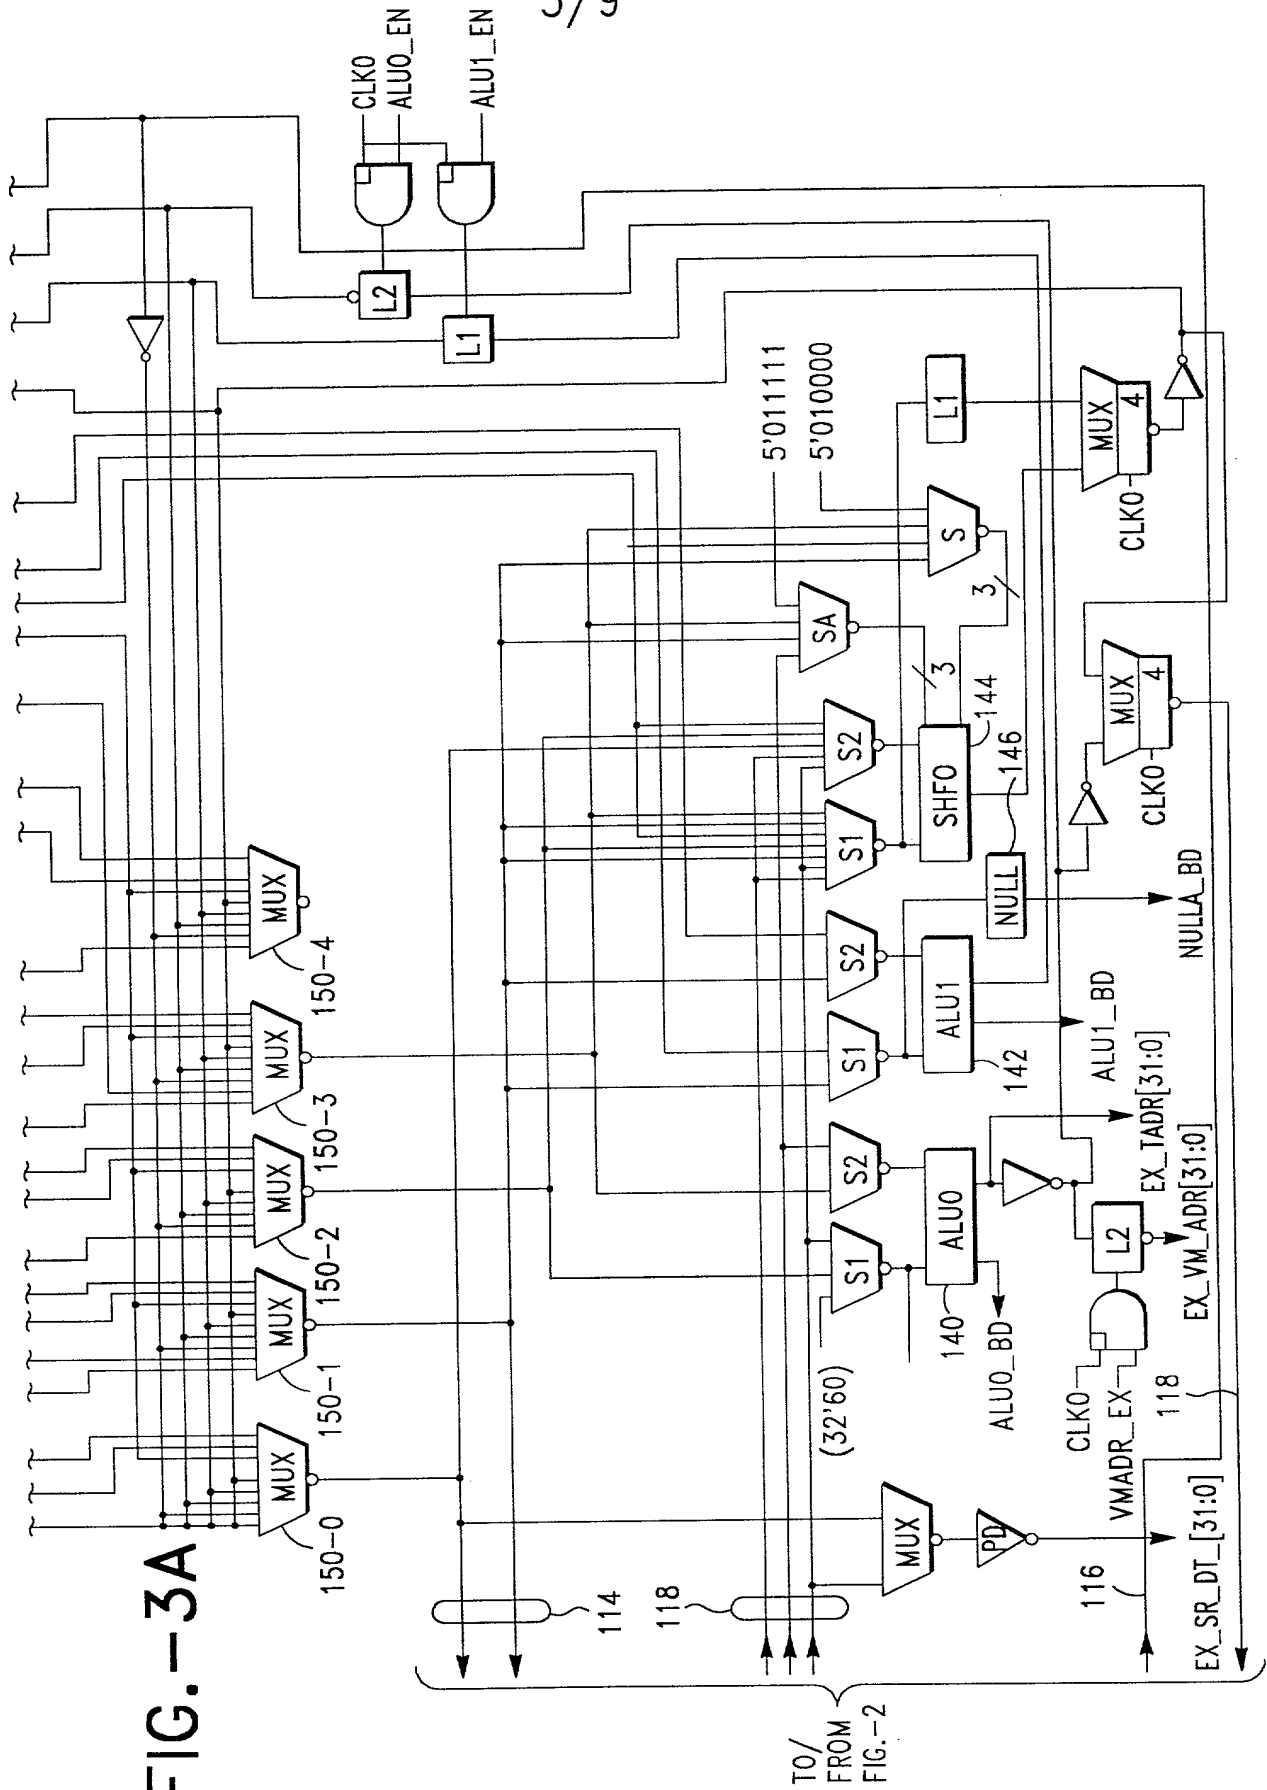 5/9
FIG.-3A
CLK0
ALU0_EN
ALU1_EN
L2
L1
MUX
150-0
MUX
150-1
MUX
150-2
MUX
150-3
MUX
150-4
5'011111
5'010000
L1
S
SA
3
3
MUX
4
CLK0
MUX
4
CLK0
114
118
(32'60)
S1
S2
ALU0
140
ALU0_BD
S1
S2
ALU1
142
ALU1_BD
S1
S2
SHF0
144
NULL
146
NULLA_BD
MUX
PD
EX_SR_DT_[31:0]
CLK0
VMADR_EX
L2
EX_VM_ADR[31:0]
EX_TADR[31:0]
116
118
TO/
FROM
FIG.-2